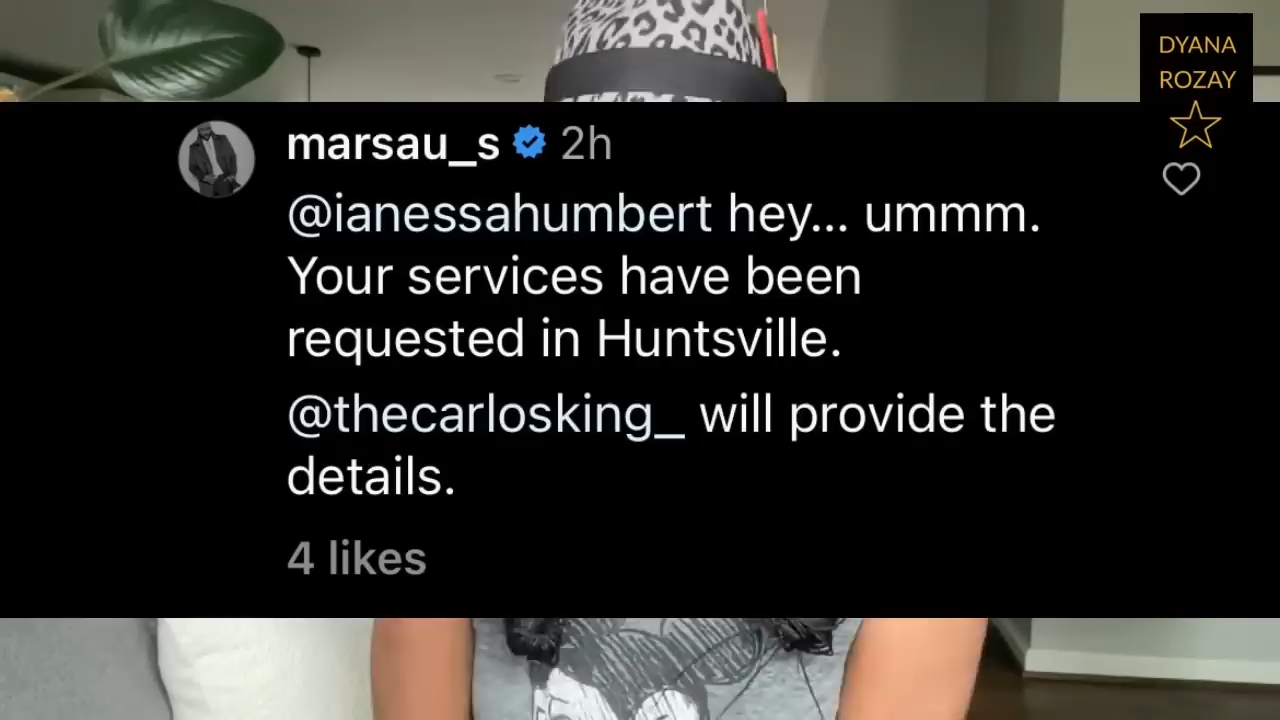 DYANA
ROZAY
marsau_s 2h
@ianessahumbert hey... ummm.
Your services have been
requested in Huntsville.
@thecarlosking_ will provide the
details.
4 likes